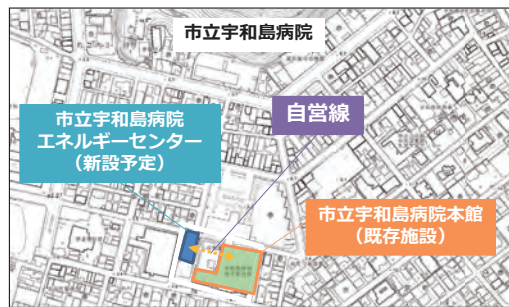 市立宇和島病院
市立宇和島病院
エネルギーセンター
（新設予定）
自営線
市立宇和島病院本館
（既存施設）